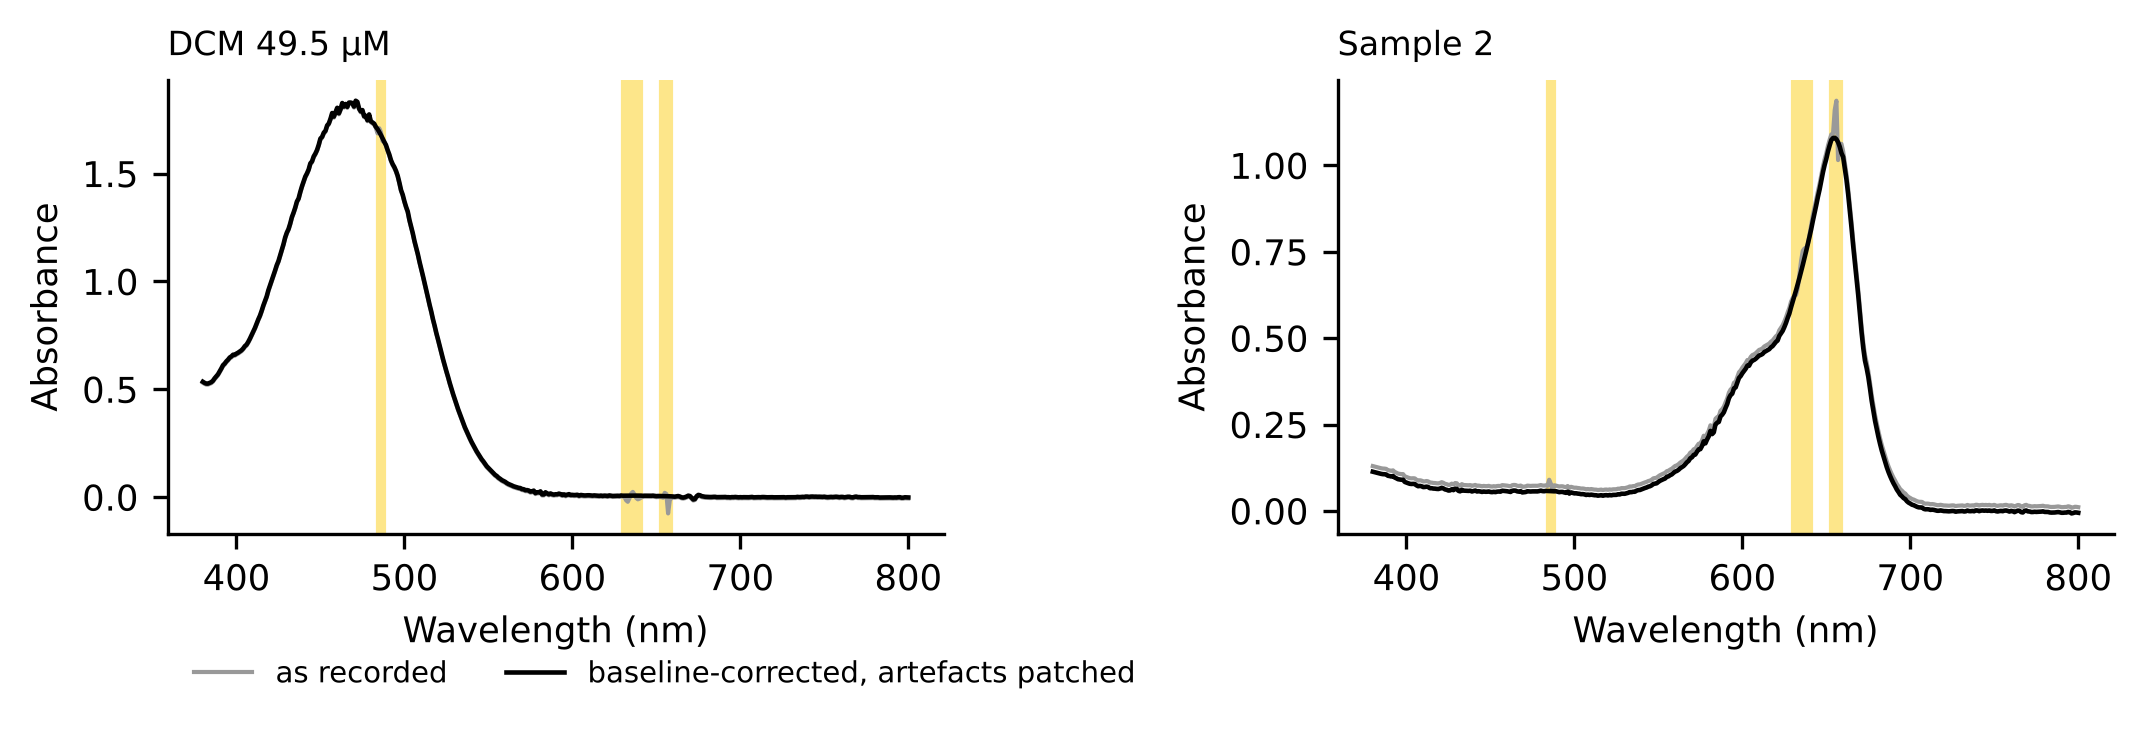 DCM 49.5 µM
Absorbance
1.5
1.0
0.5
0.0
400 500 600 700 800
Wavelength (nm)
Sample 2
Absorbance
1.00
0.75
0.50
0.25
0.00
400 500 600 700 800
Wavelength (nm)
as recorded
baseline-corrected, artefacts patched